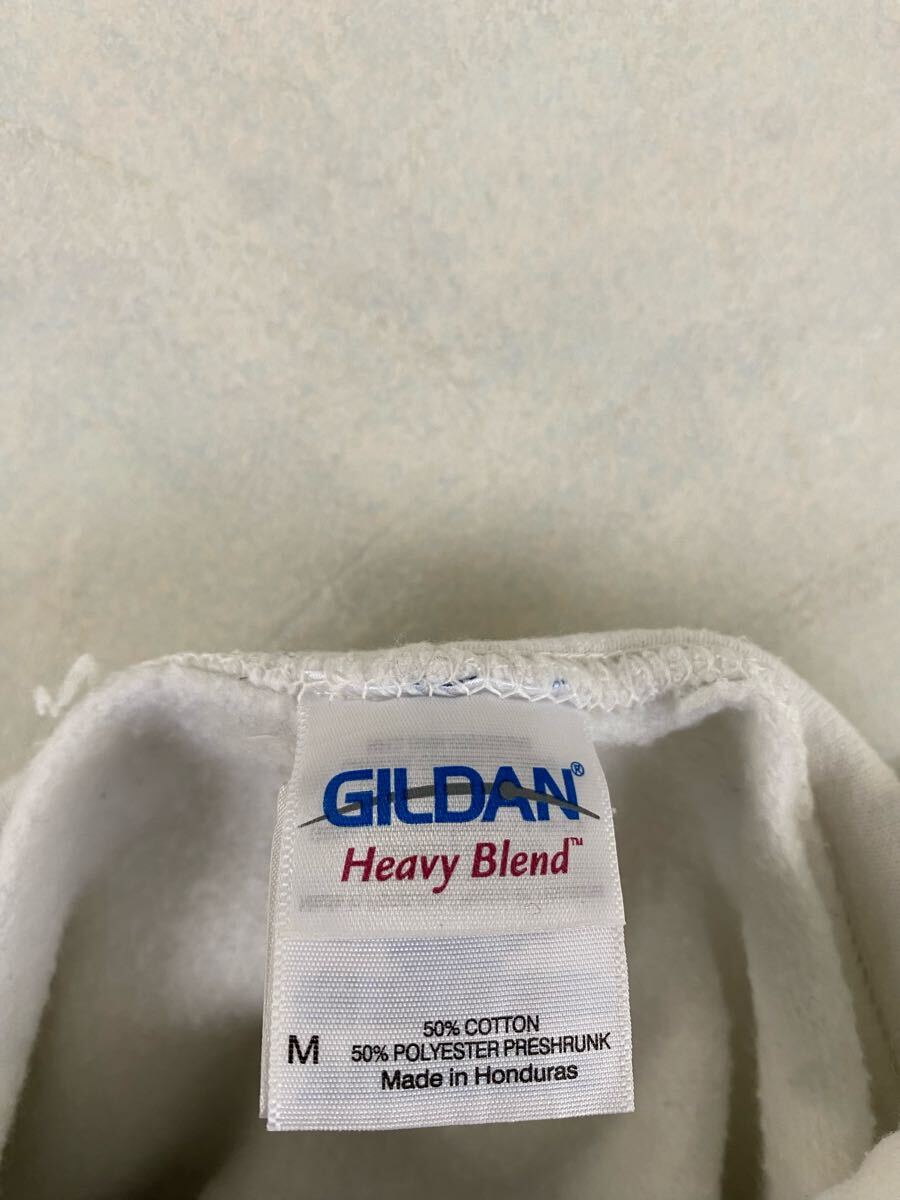 GILDAN®
Heavy Blend™
M
50% COTTON
50% POLYESTER PRESHRUNK
Made in Honduras